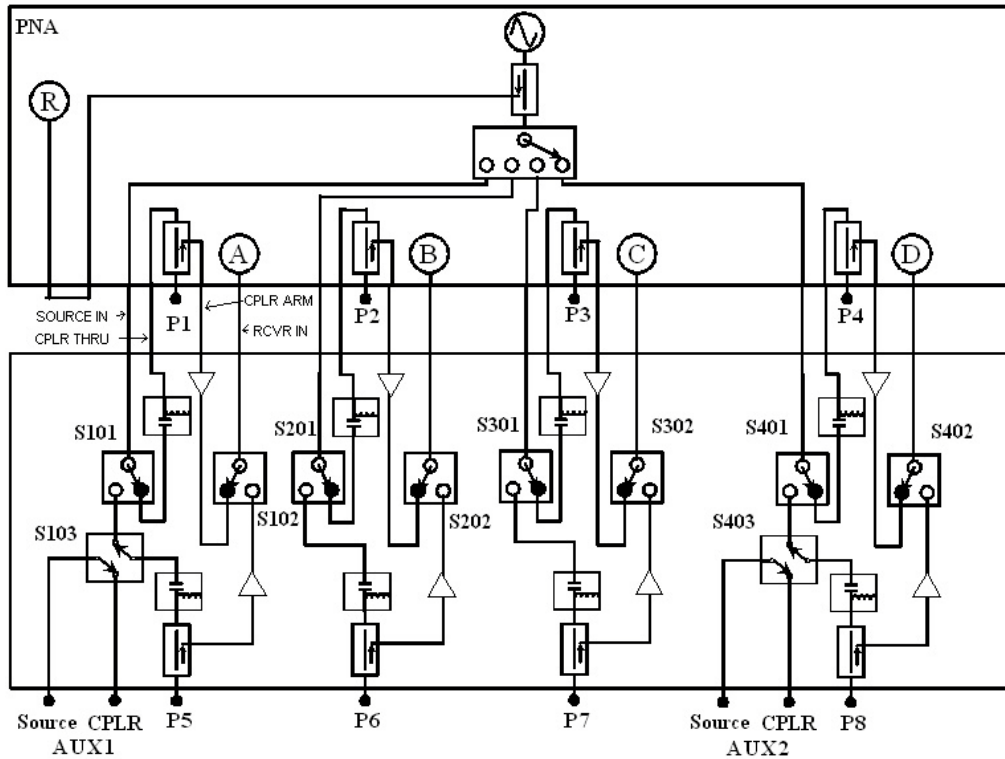 PNA
R
A
B
C
D
P1
P2
P3
P4
CPLR ARM
SOURCE IN
CPLR THRU
RCVR IN
S101
S201
S301
S302
S401
S402
S102
S202
S103
S403
Source CPLR
AUX1
P5
P6
P7
Source CPLR
AUX2
P8